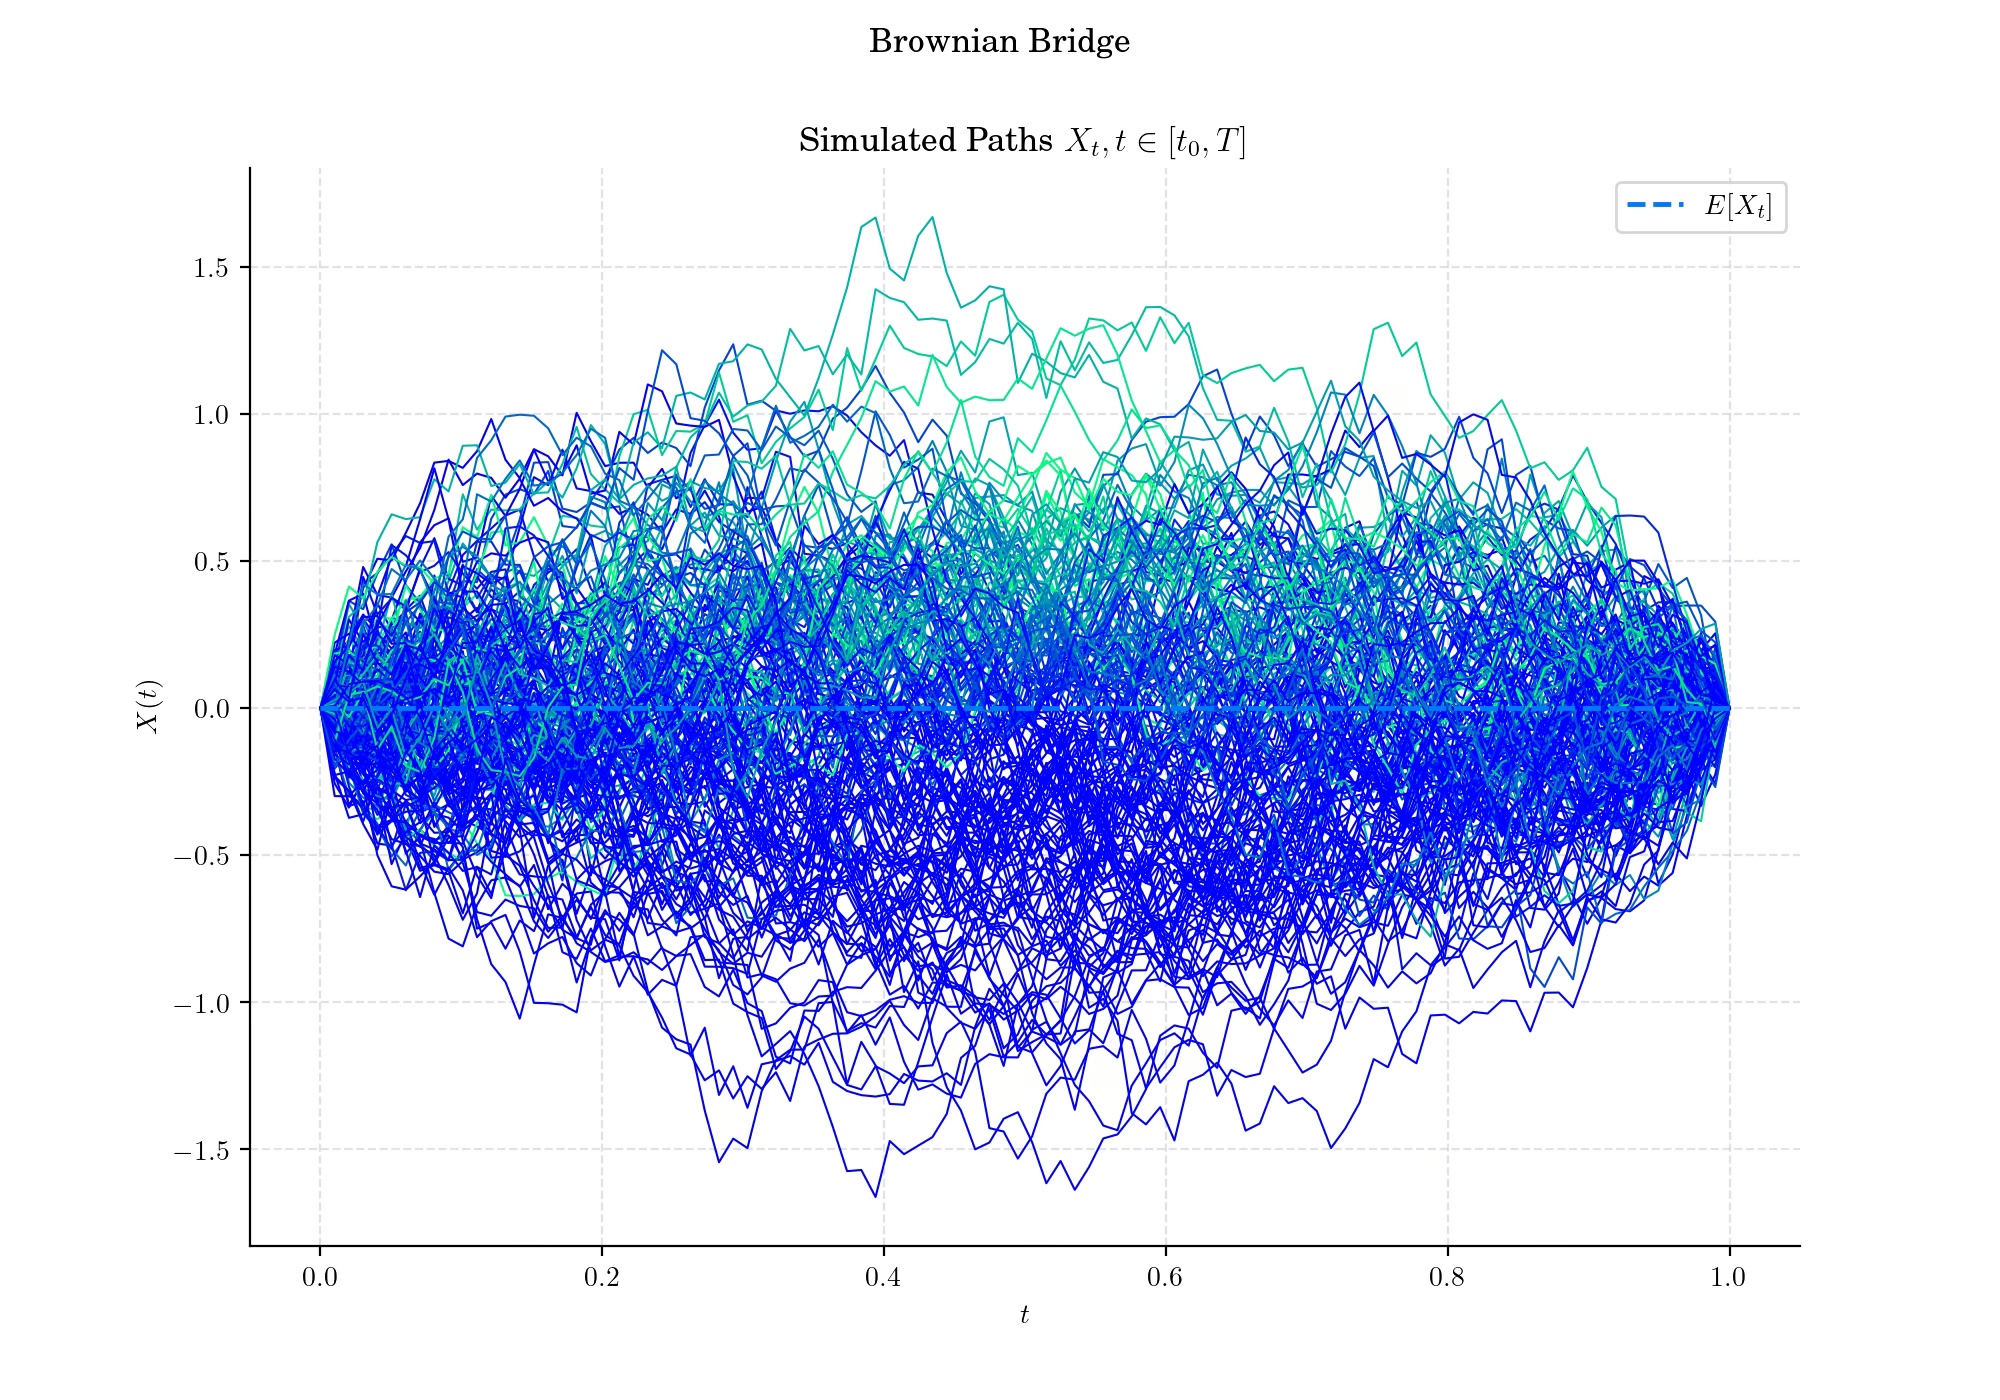 Brownian Bridge
Simulated Paths $X_t, t \in [t_0, T]$
$E[X_t]$
1.5
1.0
0.5
0.0
−0.5
−1.0
−1.5
$X(t)$
0.0 0.2 0.4 0.6 0.8 1.0
$t$